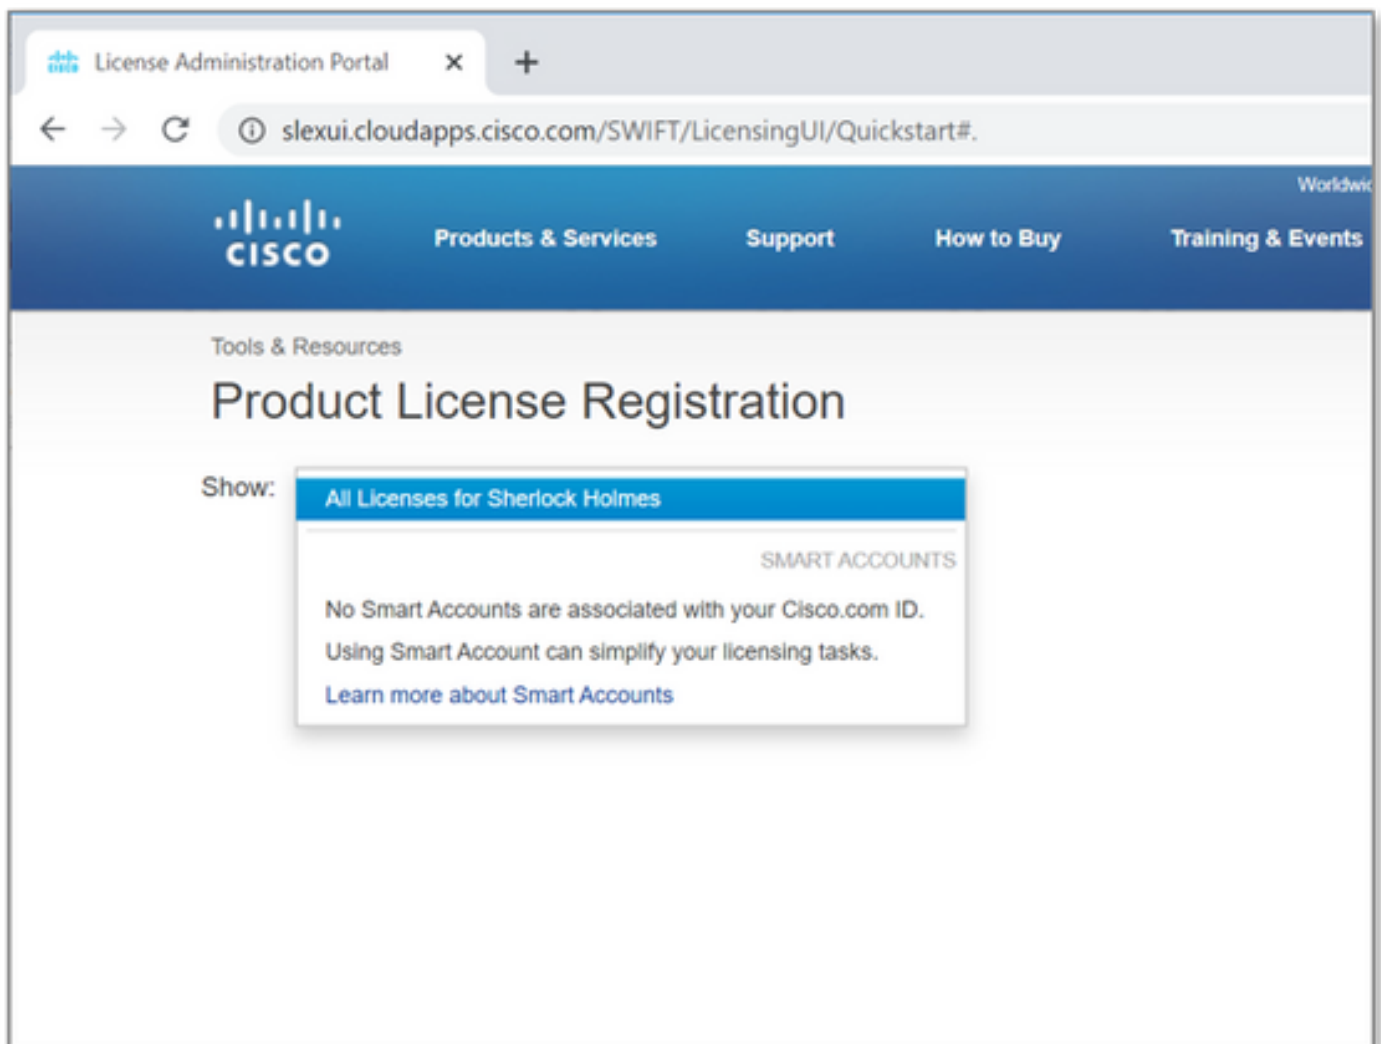 License Administration Portal
slexui.cloudapps.cisco.com/SWIFT/LicensingUI/Quickstart#.
CISCO
Products & Services
Support
How to Buy
Training & Events
Tools & Resources
Product License Registration
Show:
All Licenses for Sherlock Holmes
SMART ACCOUNTS
No Smart Accounts are associated with your Cisco.com ID.
Using Smart Account can simplify your licensing tasks.
Learn more about Smart Accounts